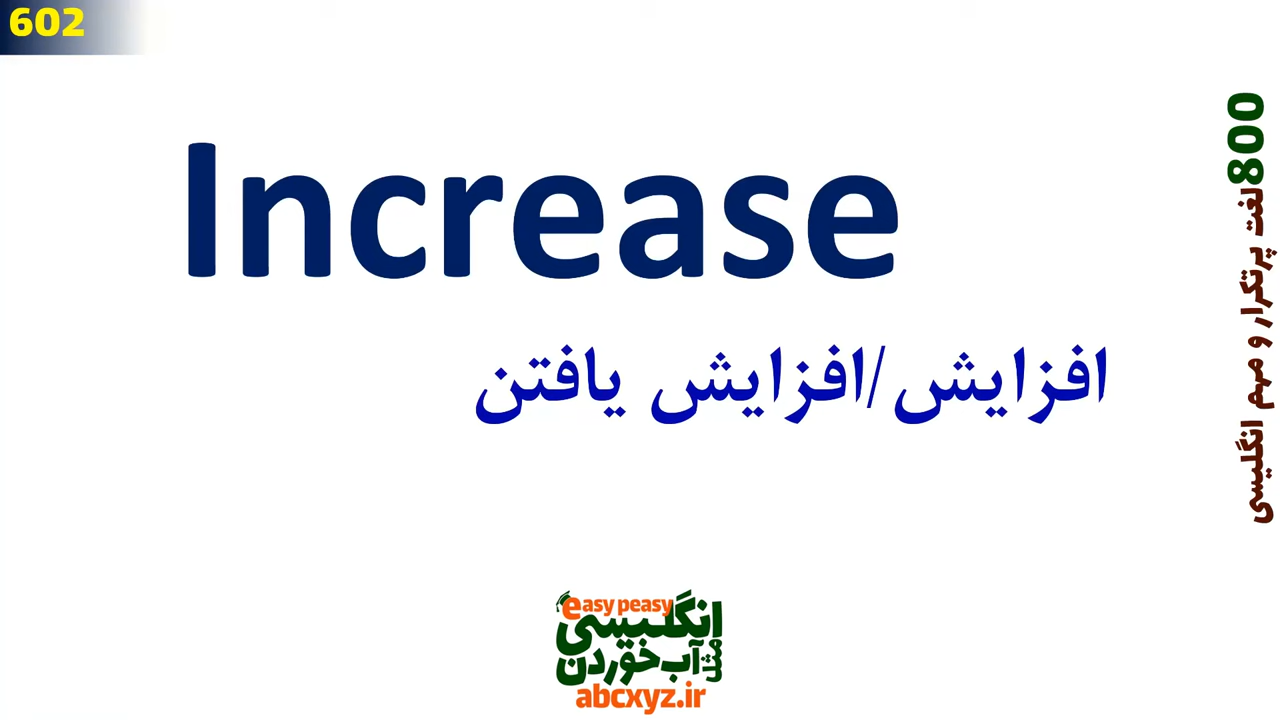 602
Increase
افزایش/افزایش یافتن
800 لغت پرتکرار و مهم انگلیسی
easy peasy
انگلیسی
مثل آب خوردن
abcxyz.ir